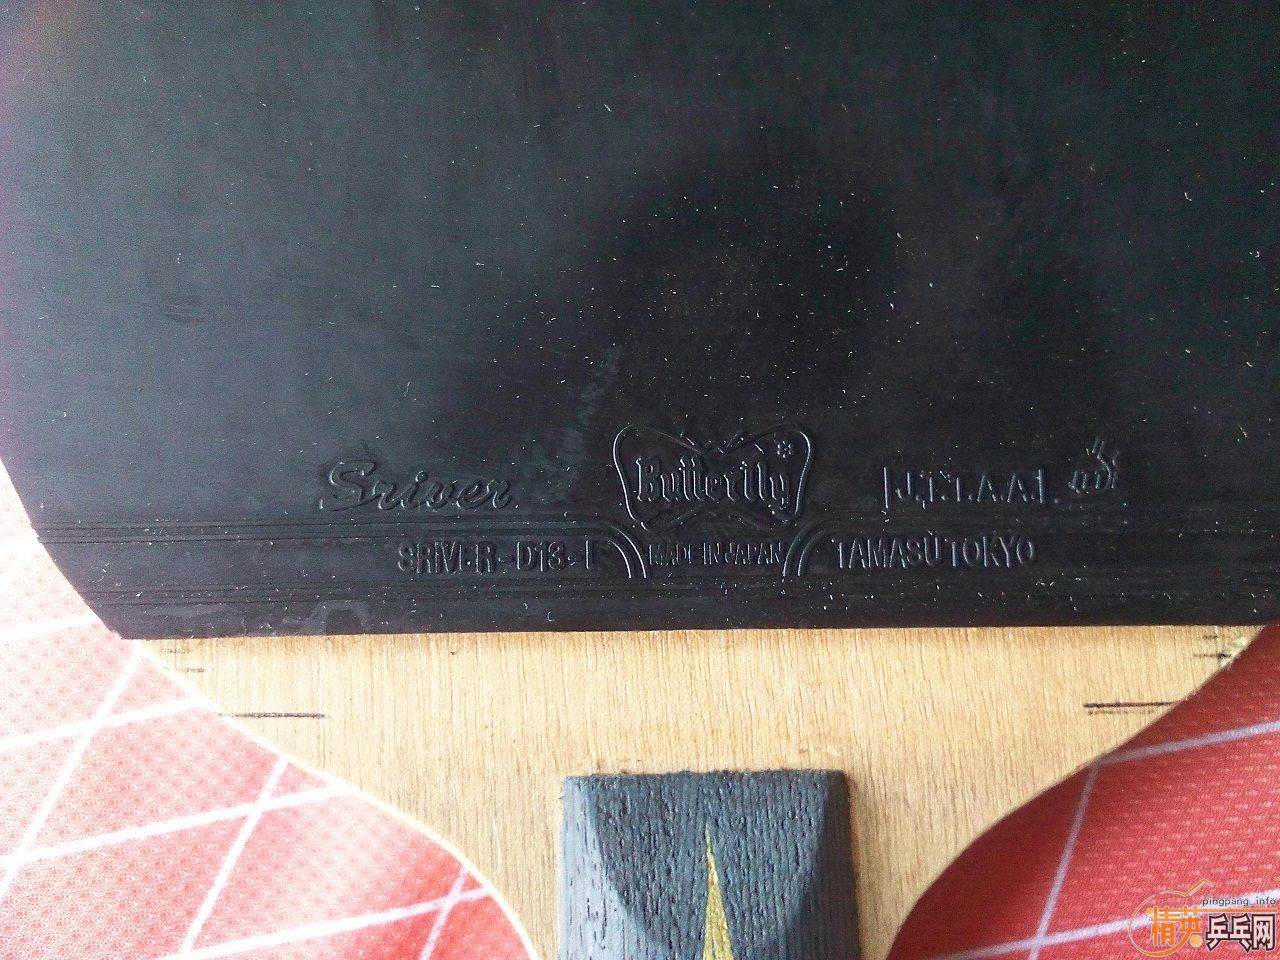 Sriver
Butterfly
J.T.T.A.A
SRIVER-D13-L
MADE IN JAPAN
TAMASU TOKYO
pingpang_info
精英乒乓网